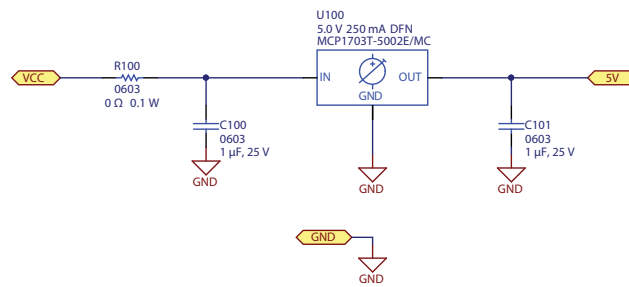 U100
5.0 V 250 mA DFN
MCP1703T-5002E/MC
VCC
R100
0603
0 Ω 0.1 W
IN
OUT
GND
5V
C100
0603
1 µF, 25 V
GND
GND
C101
0603
1 µF, 25 V
GND
GND
GND